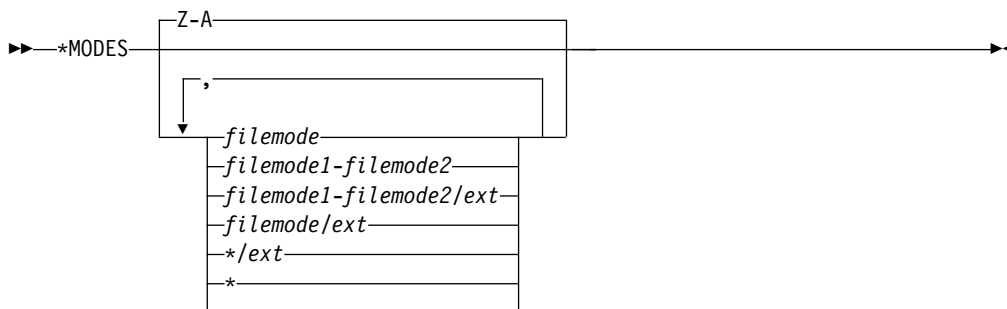 Z-A
*MODES
,
filemode
filemode1-filemode2
filemode1-filemode2/ext
filemode/ext
*/ext
*